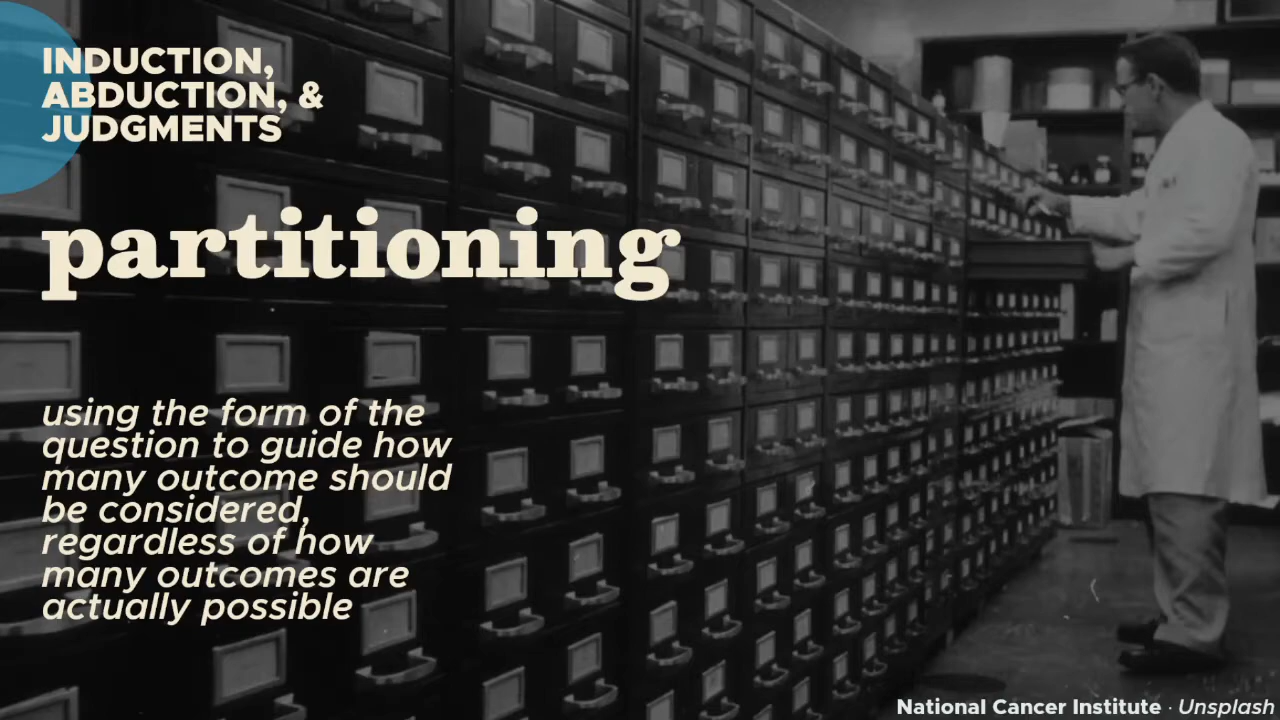 INDUCTION,
ABDUCTION, &
JUDGMENTS
partitioning
using the form of the
question to guide how
many outcome should
be considered,
regardless of how
many outcomes are
actually possible
National Cancer Institute · Unsplash